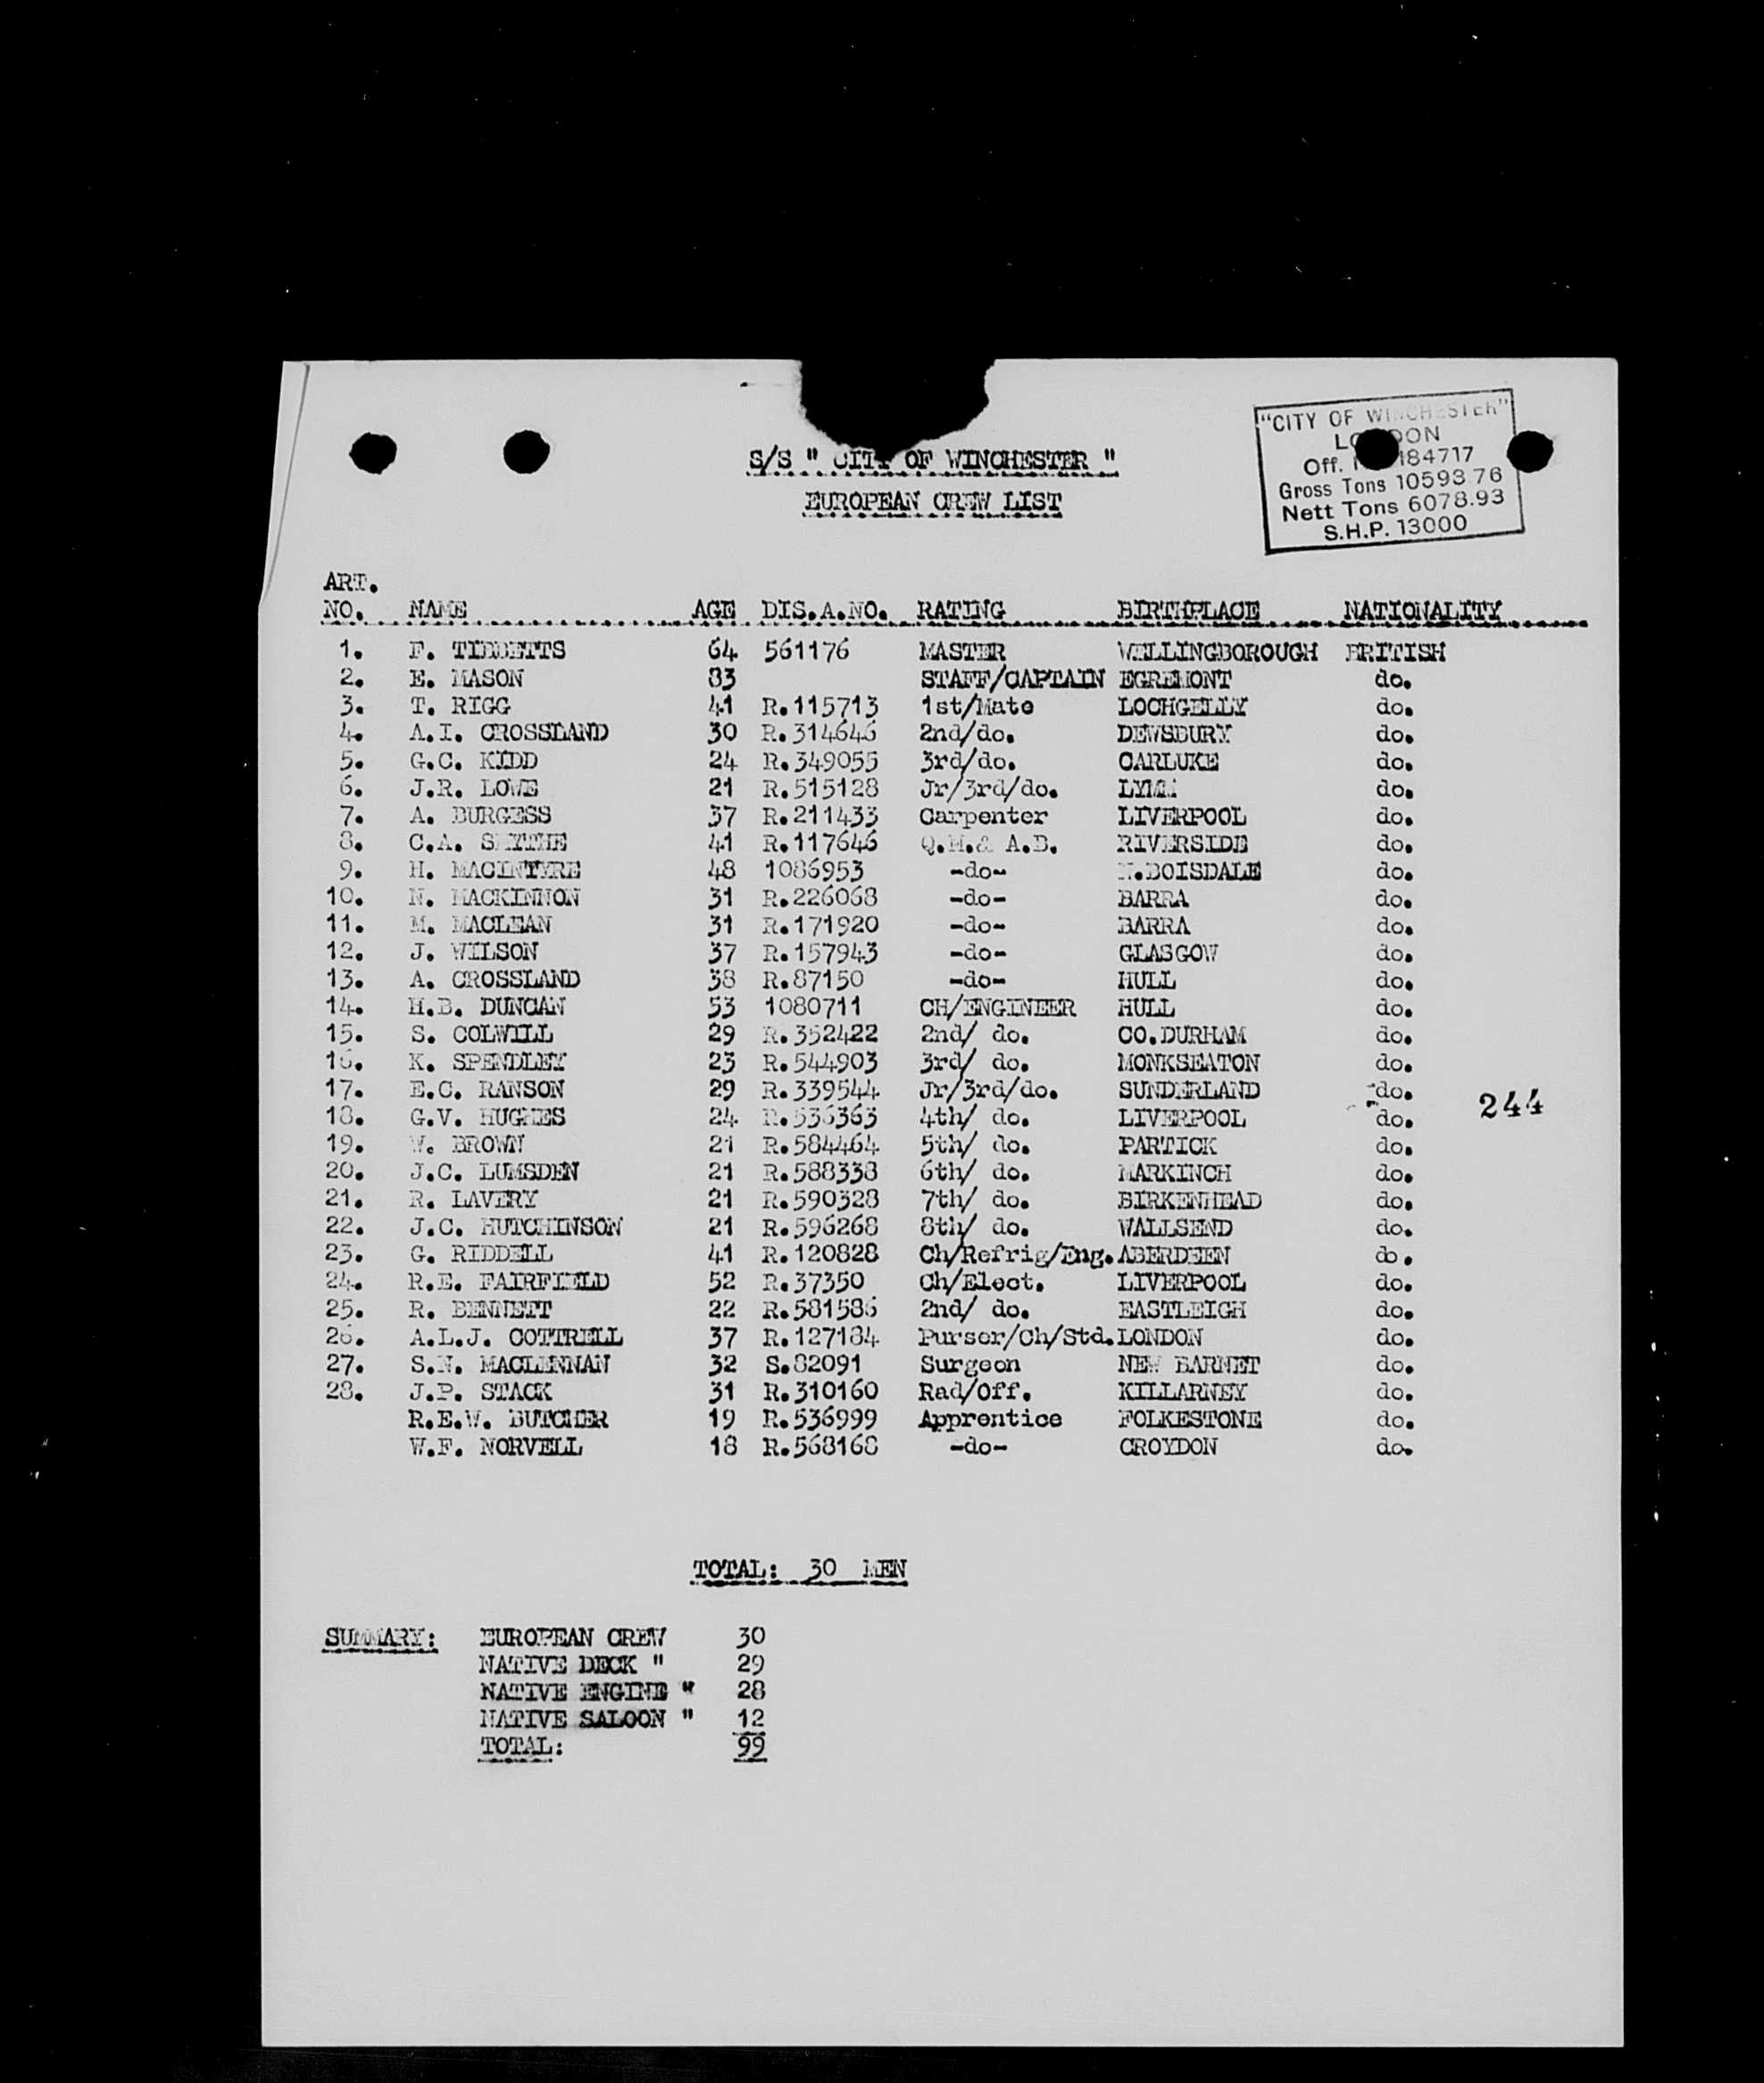 "CITY OF WINCHESTER"
LONDON
Off. 184717
Gross Tons 10593.76
Nett Tons 6078.93
S.H.P. 13000
S/S " CITY OF WINCHESTER "
EUROPEAN CREW LIST
ART.
NO. NAME AGE DIS.A.NO. RATING BIRTHPLACE NATIONALITY
1. F. TIBBETTS 64 561176 MASTER WELLINGBOROUGH BRITISH
2. E. MASON 83 STAFF/CAPTAIN EGREMONT do.
3. T. RIGG 41 R.115713 1st/Mate LOCHGELLY do.
4. A.I. CROSSLAND 30 R.314646 2nd/do. DEWSBURY do.
5. G.C. KIDD 24 R.349055 3rd/do. CARLUKE do.
6. J.R. LOWE 21 R.515128 Jr/3rd/do. LYMM do.
7. A. BURGESS 37 R.211433 Carpenter LIVERPOOL do.
8. C.A. SMYTHE 41 R.117646 Q.M.& A.B. RIVERSIDE do.
9. H. MACINTYRE 48 1086953 -do- BOISDALE do.
10. N. MACKINNON 31 R.226068 -do- BARRA do.
11. M. MACLEAN 31 R.171920 -do- BARRA do.
12. J. WILSON 37 R.157943 -do- GLASGOW do.
13. A. CROSSLAND 38 R.87150 -do- HULL do.
14. H.B. DUNCAN 53 1080711 CH/ENGINEER HULL do.
15. S. COLWILL 29 R.352422 2nd/ do. CO.DURHAM do.
16. K. SPENDLEY 23 R.544903 3rd/ do. MONKSEATON do.
17. E.C. RANSON 29 R.339544 Jr/3rd/do. SUNDERLAND do.
244
18. G.V. HUGHES 24 R.536363 4th/ do. LIVERPOOL do.
19. W. BROWN 21 R.584464 5th/ do. PARTICK do.
20. J.C. LUMSDEN 21 R.588338 6th/ do. MARKINCH do.
21. R. LAVERY 21 R.590328 7th/ do. BIRKENHEAD do.
22. J.C. HUTCHINSON 21 R.596268 8th/ do. WALLSEND do.
23. G. RIDDELL 41 R.120828 Ch/Refrig/Eng. ABERDEEN do.
24. R.E. FAIRFIELD 52 R.37350 Ch/Elect. LIVERPOOL do.
25. R. BENNETT 22 R.581586 2nd/ do. EASTLEIGH do.
26. A.L.J. COTTRELL 37 R.127184 Purser/Ch/Std. LONDON do.
27. S.N. MACLENNAN 32 S.82091 Surgeon NEW BARNET do.
28. J.P. STACK 31 R.310160 Rad/Off. KILLARNEY do.
R.E.W. BUTCHER 19 R.536999 Apprentice FOLKESTONE do.
W.F. NORVELL 18 R.568168 -do- CROYDON do.
TOTAL: 30 MEN
SUMMARY: EUROPEAN CREW 30
NATIVE DECK " 29
NATIVE ENGINE " 28
NATIVE SALOON " 12
TOTAL: 99